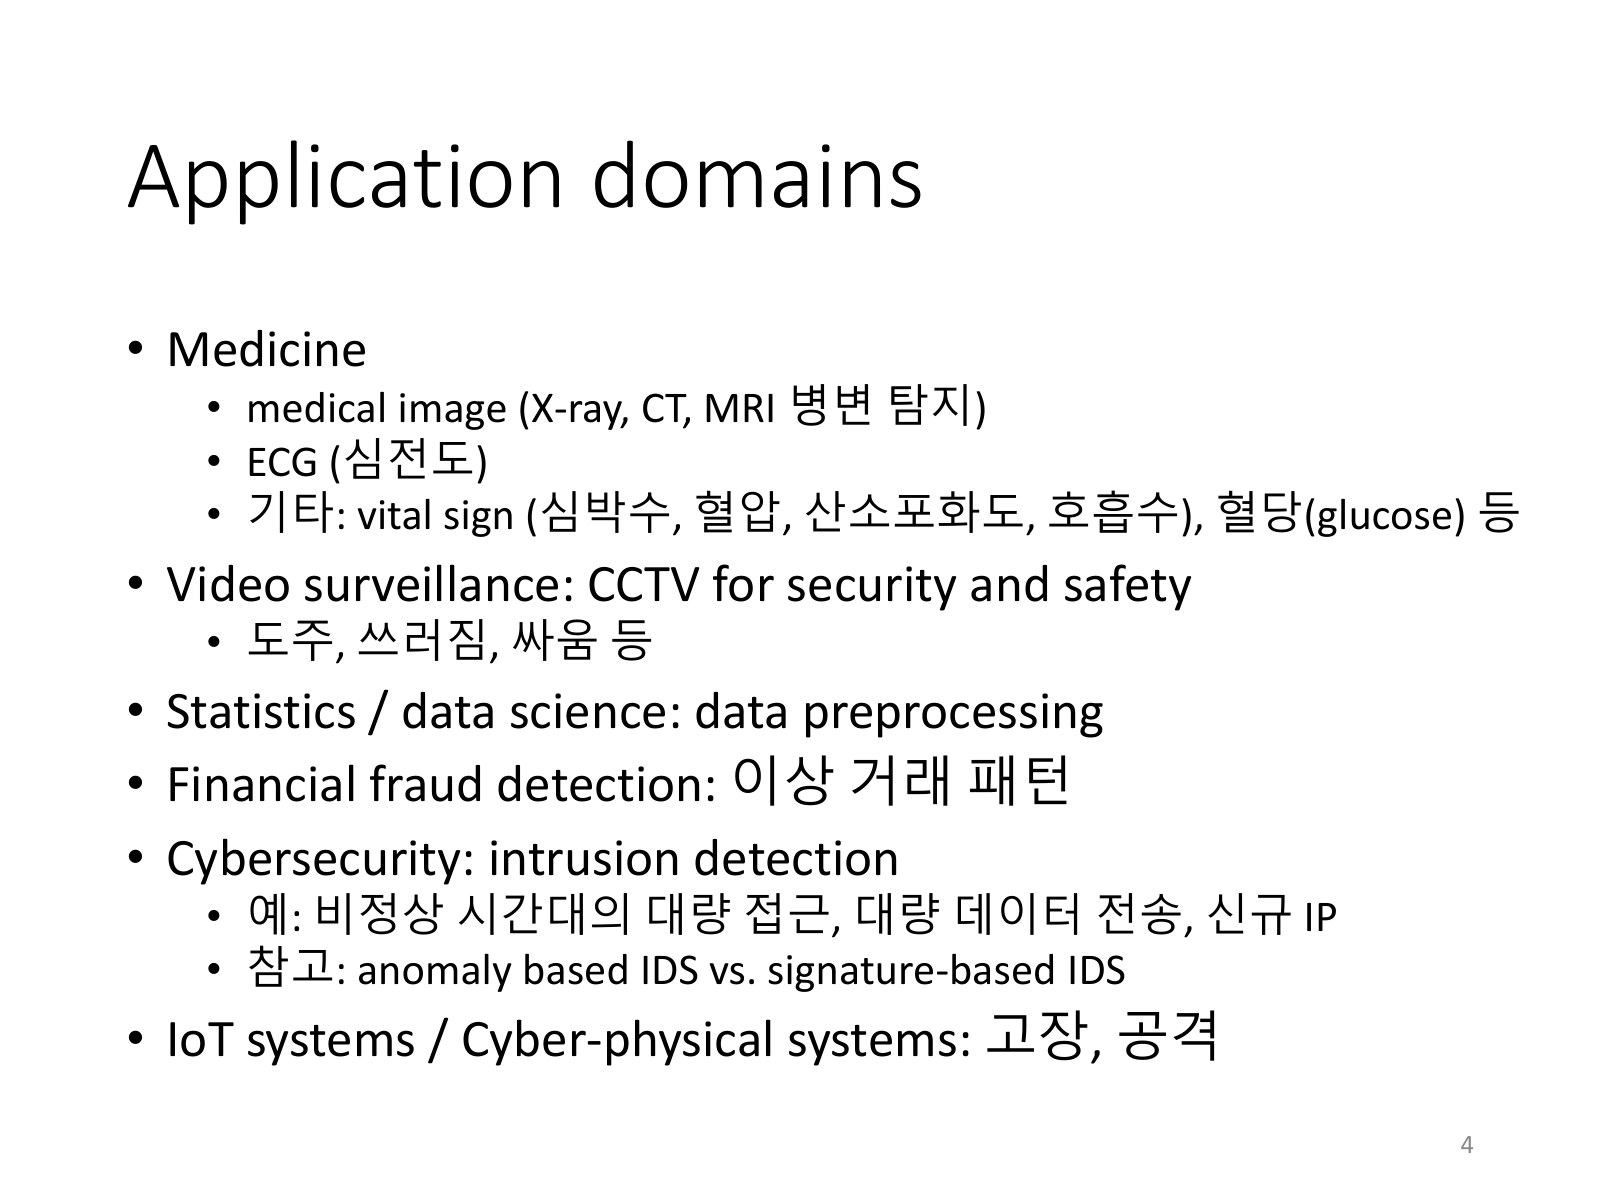 Application domains
• Medicine
• medical image (X-ray, CT, MRI 병변 탐지)
• ECG (심전도)
• 기타: vital sign (심박수, 혈압, 산소포화도, 호흡수), 혈당(glucose) 등
• Video surveillance: CCTV for security and safety
• 도주, 쓰러짐, 싸움 등
• Statistics / data science: data preprocessing
• Financial fraud detection: 이상 거래 패턴
• Cybersecurity: intrusion detection
• 예: 비정상 시간대의 대량 접근, 대량 데이터 전송, 신규 IP
• 참고: anomaly based IDS vs. signature-based IDS
• IoT systems / Cyber-physical systems: 고장, 공격
4